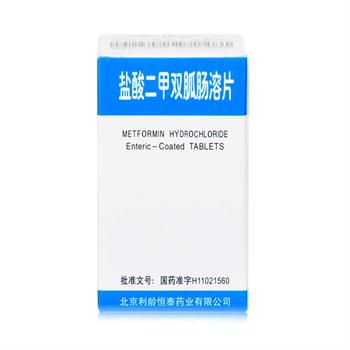 盐酸二甲双胍肠溶片
METFORMIN HYDROCHLORIDE
Enteric-Coated TABLETS
批准文号: 国药准字H11021560
北京利龄恒泰药业有限公司